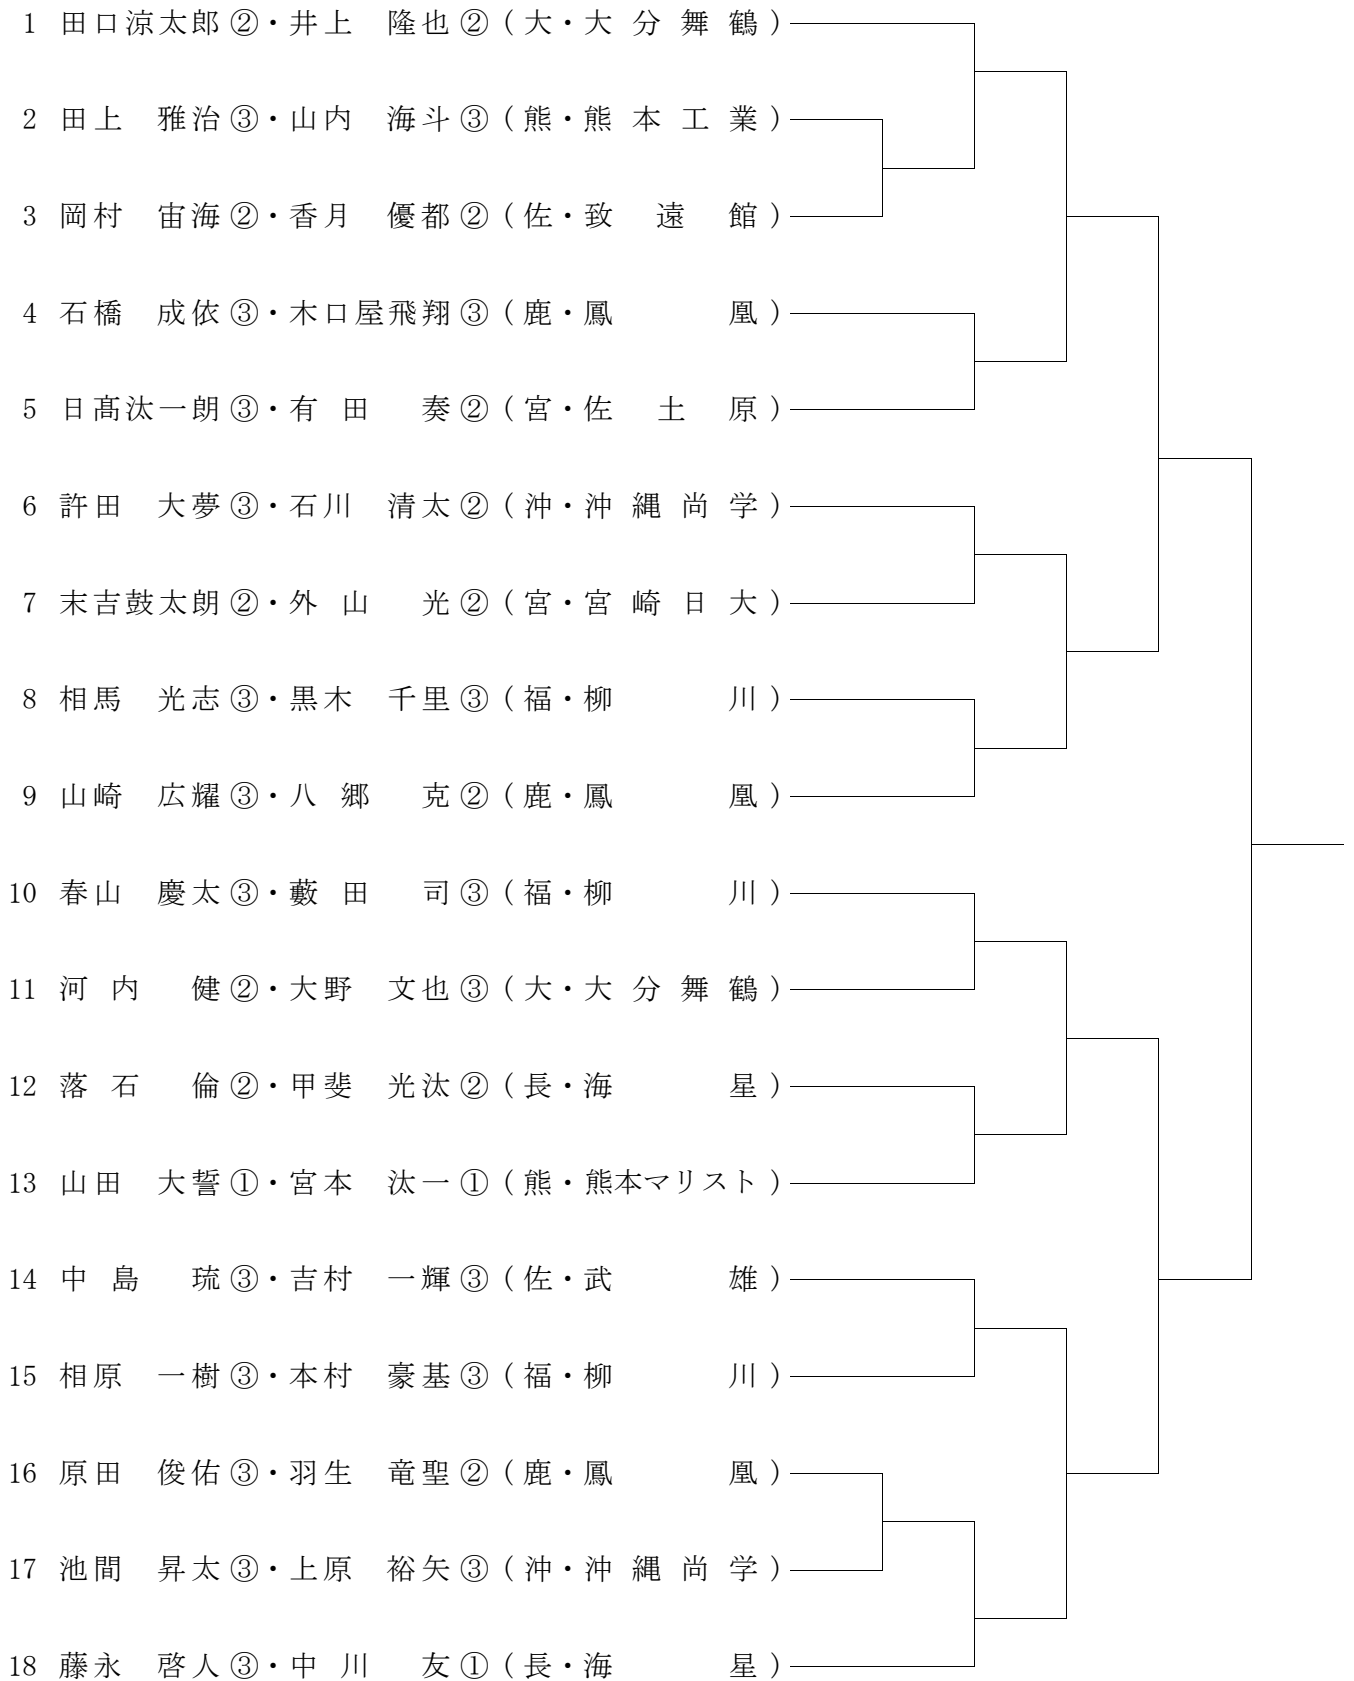 1 田口涼太郎②・井上 隆也②(大・大分舞鶴)
2 田上 雅治③・山内 海斗③(熊・熊本工業)
3 岡村 宙海②・香月 優都②(佐・致遠館)
4 石橋 成依③・木口屋飛翔③(鹿・鳳凰)
5 日髙汰一朗③・有田 奏②(宮・佐土原)
6 許田 大夢③・石川 清太②(沖・沖縄尚学)
7 末吉鼓太朗②・外山 光②(宮・宮崎日大)
8 相馬 光志③・黒木 千里③(福・柳川)
9 山崎 広耀③・八郷 克②(鹿・鳳凰)
10 春山 慶太③・藪田 司③(福・柳川)
11 河内 健②・大野 文也③(大・大分舞鶴)
12 落石 倫②・甲斐 光汰②(長・海星)
13 山田 大誓①・宮本 汰一①(熊・熊本マリスト)
14 中島 琉③・吉村 一輝③(佐・武雄)
15 相原 一樹③・本村 豪基③(福・柳川)
16 原田 俊佑③・羽生 竜聖②(鹿・鳳凰)
17 池間 昇太③・上原 裕矢③(沖・沖縄尚学)
18 藤永 啓人③・中川 友①(長・海星)